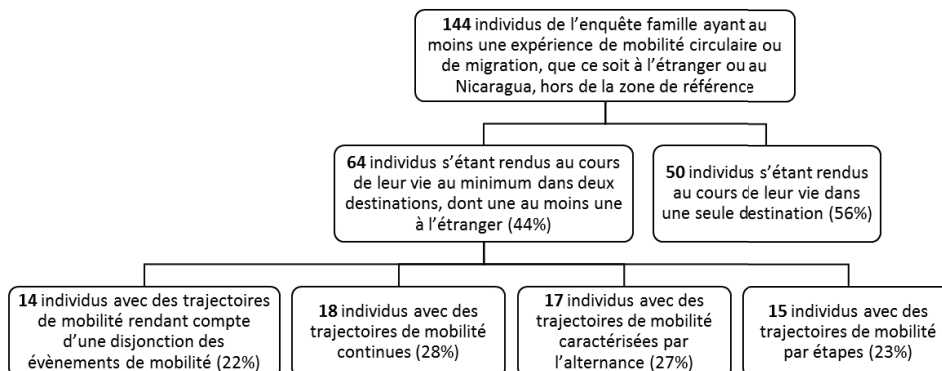 144 individus de l'enquête famille ayant au
moins une expérience de mobilité circulaire ou
de migration, que ce soit à l'étranger ou au
Nicaragua, hors de la zone de référence
64 individus s'étant rendus au cours
de leur vie au minimum dans deux
destinations, dont une au moins une
à l'étranger (44%)
50 individus s'étant rendus
au cours de leur vie dans
une seule destination (56%)
14 individus avec des trajectoires
de mobilité rendant compte
d'une disjonction des
évènements de mobilité (22%)
18 individus avec des
trajectoires de mobilité
continues (28%)
17 individus avec des
trajectoires de mobilité
caractérisées par
l'alternance (27%)
15 individus avec des
trajectoires de mobilité
par étapes (23%)